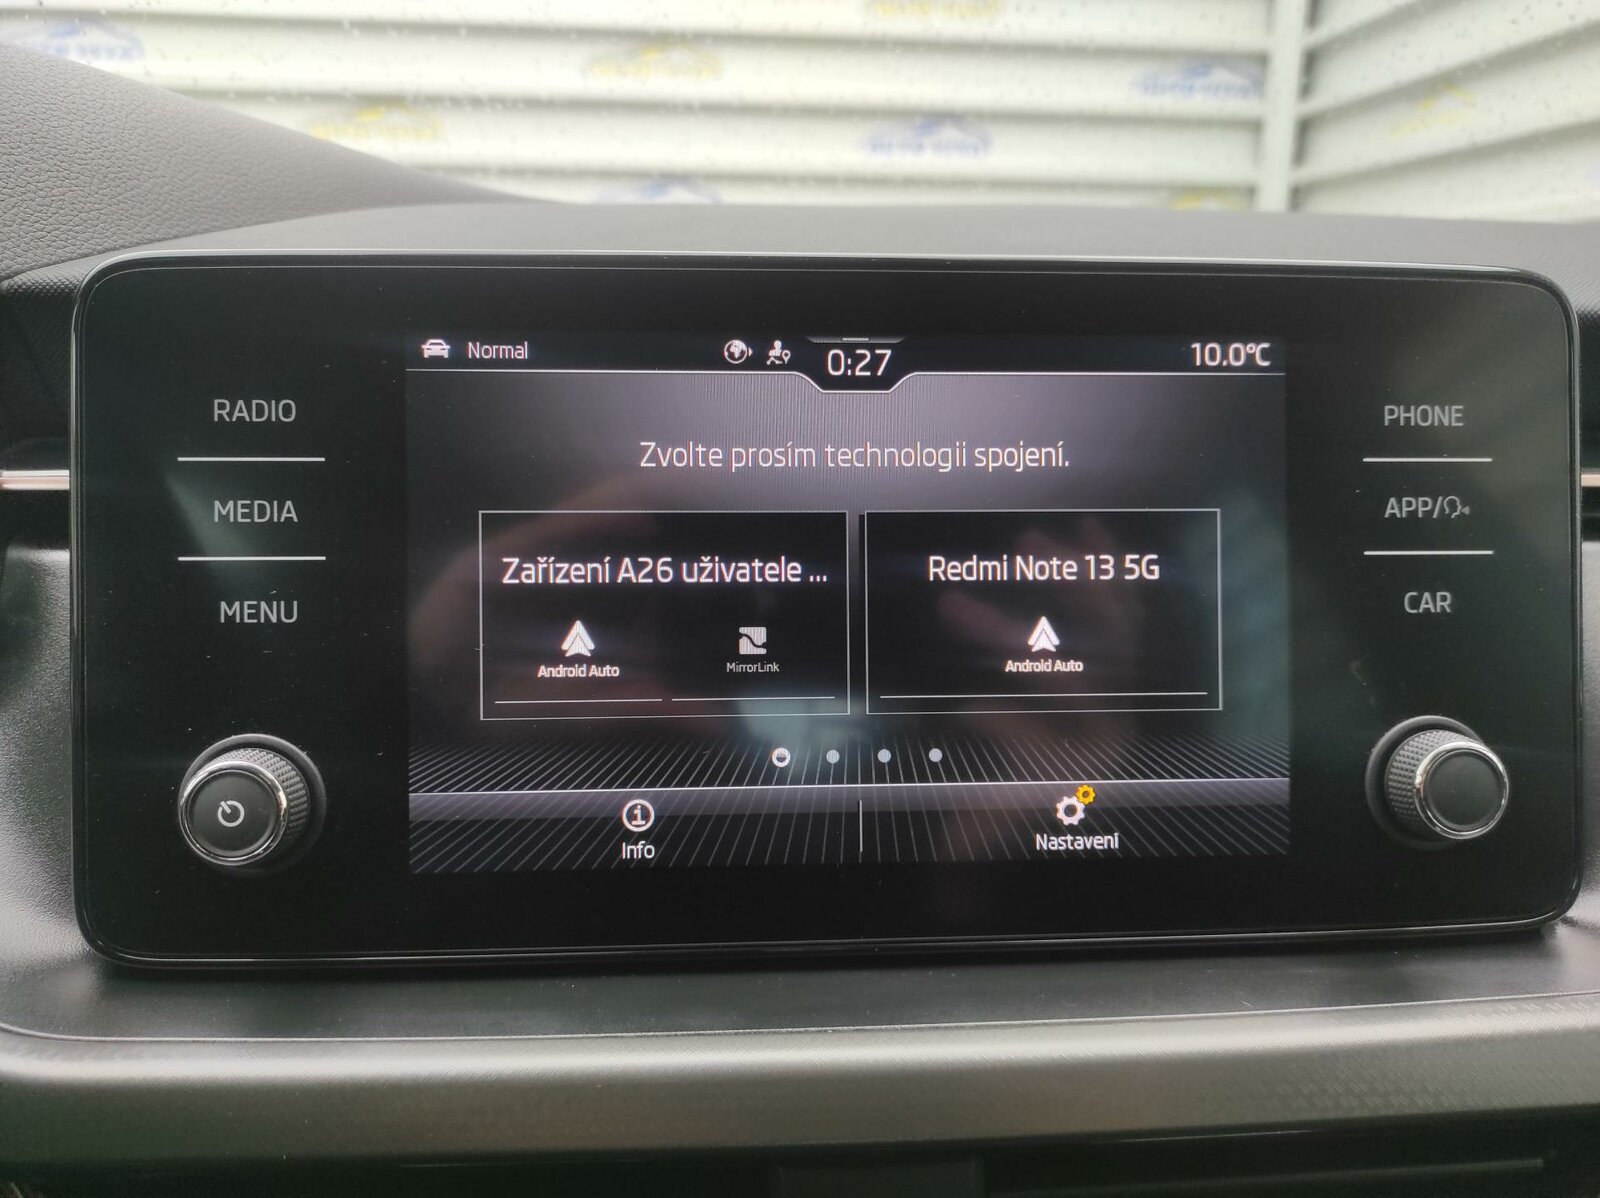 Normal
0:27
10.0°C
RADIO
MEDIA
MENU
PHONE
APP/
CAR
Zvolte prosím technologii spojení.
Zařízení A26 uživatele ...
Android Auto
MirrorLink
Redmi Note 13 5G
Android Auto
Info
Nastavení